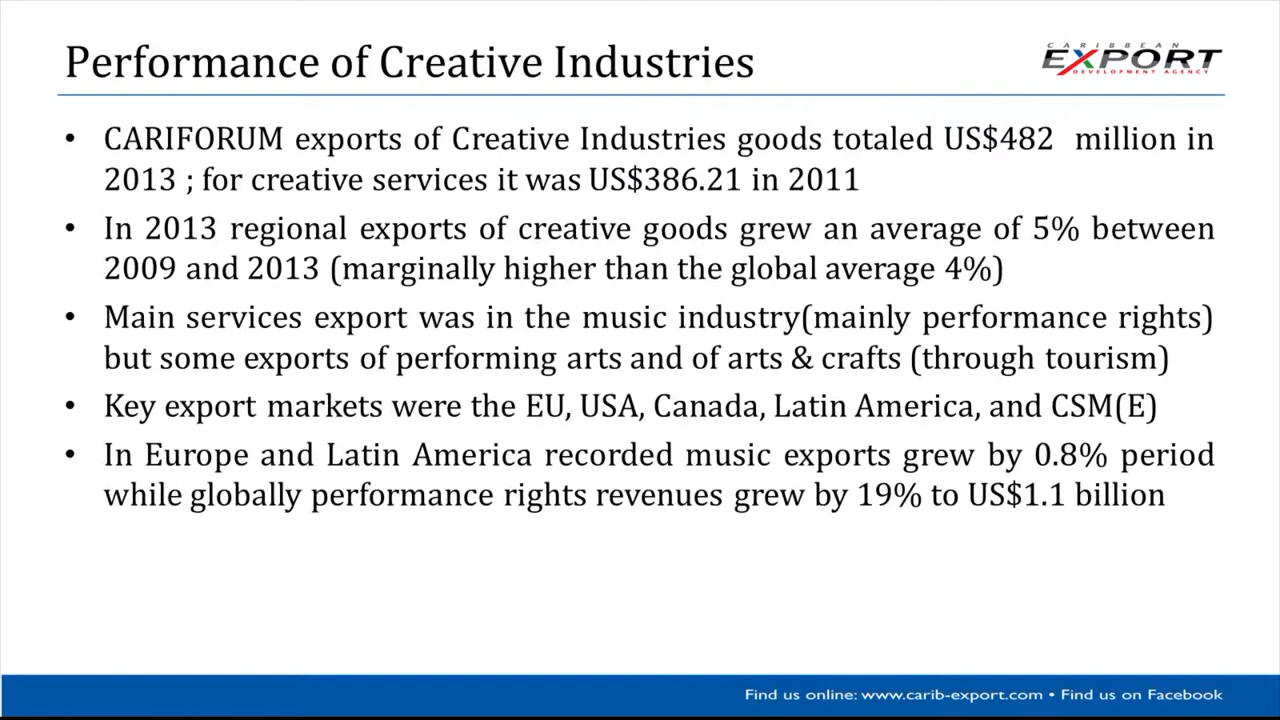 Performance of Creative Industries
CARIBBEAN
EXPORT
DEVELOPMENT AGENCY
• CARIFORUM exports of Creative Industries goods totaled US$482 million in
2013 ; for creative services it was US$386.21 in 2011
• In 2013 regional exports of creative goods grew an average of 5% between
2009 and 2013 (marginally higher than the global average 4%)
• Main services export was in the music industry(mainly performance rights)
but some exports of performing arts and of arts & crafts (through tourism)
• Key export markets were the EU, USA, Canada, Latin America, and CSM(E)
• In Europe and Latin America recorded music exports grew by 0.8% period
while globally performance rights revenues grew by 19% to US$1.1 billion
Find us online: www.carib-export.com • Find us on Facebook